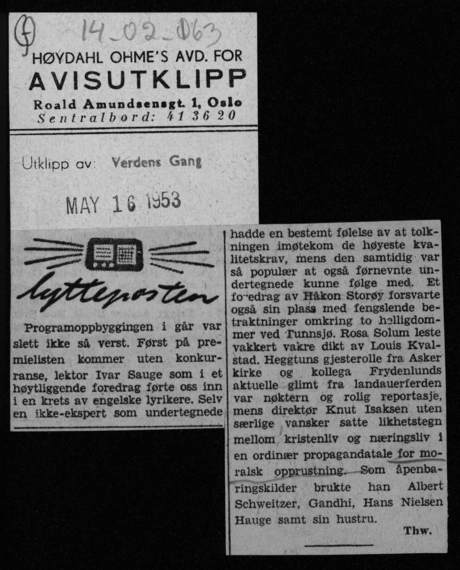 14-02-D63
HØYDAHL OHME'S AVD. FOR
AVISUTKLIPP
Roald Amundsensgt. 1, Oslo
Sentralbord: 41 36 20
Utklipp av: Verdens Gang
MAY 16 1953
lytteposten
Programoppbyggingen i går var
slett ikke så verst. Først på pre-
mielisten kommer uten konkur-
ranse, lektor Ivar Sauge som i et
høytliggende foredrag førte oss inn
i en krets av engelske lyrikere. Selv
en ikke-ekspert som undertegnede
hadde en bestemt følelse av at tolk-
ningen imøtekom de høyeste kva-
litetskrav, mens den samtidig var
så populær at også førnevnte un-
dertegnede kunne følge med. Et
foredrag av Håkon Storøy forsvarte
også sin plass med fengslende be-
traktninger omkring to helligdom-
mer ved Tunnsjø. Rosa Solum leste
vakkert vakre dikt av Louis Kval-
stad. Heggtuns gjesterolle fra Asker
kirke og kollega Frydenlunds
aktuelle glimt fra landauerferden
var nøktern og rolig reportasje,
mens direktør Knut Isaksen uten
særlige vansker satte likhetstegn
mellom kristenliv og næringsliv i
en ordinær propagandatale for mo-
ralsk opprustning. Som åpenba-
ringskilder brukte han Albert
Schweitzer, Gandhi, Hans Nielsen
Hauge samt sin hustru.
Thw.